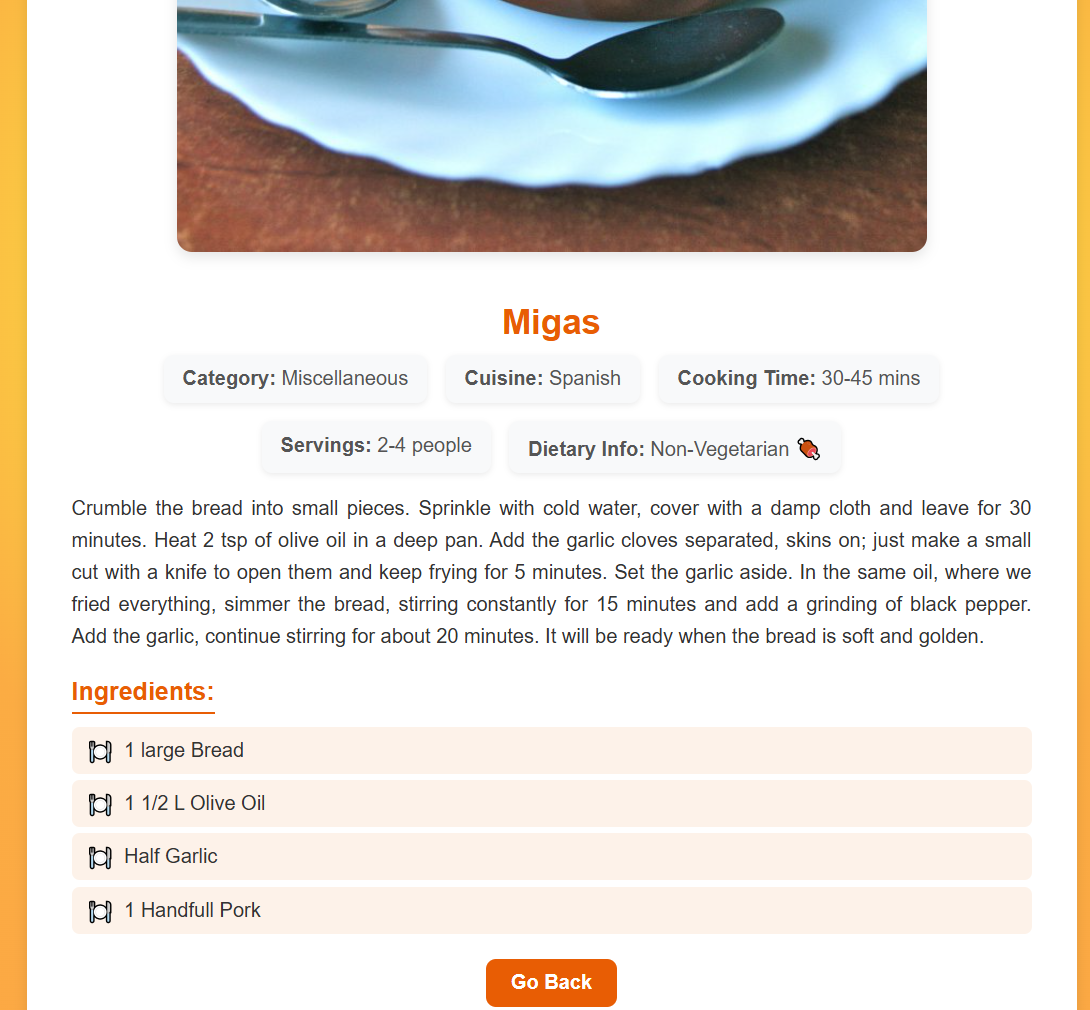 Migas
Category: Miscellaneous
Cuisine: Spanish
Cooking Time: 30-45 mins
Servings: 2-4 people
Dietary Info: Non-Vegetarian 🍖
Crumble the bread into small pieces. Sprinkle with cold water, cover with a damp cloth and leave for 30
minutes. Heat 2 tsp of olive oil in a deep pan. Add the garlic cloves separated, skins on; just make a small
cut with a knife to open them and keep frying for 5 minutes. Set the garlic aside. In the same oil, where we
fried everything, simmer the bread, stirring constantly for 15 minutes and add a grinding of black pepper.
Add the garlic, continue stirring for about 20 minutes. It will be ready when the bread is soft and golden.
Ingredients:
🍽 1 large Bread
🍽 1 1/2 L Olive Oil
🍽 Half Garlic
🍽 1 Handfull Pork
Go Back